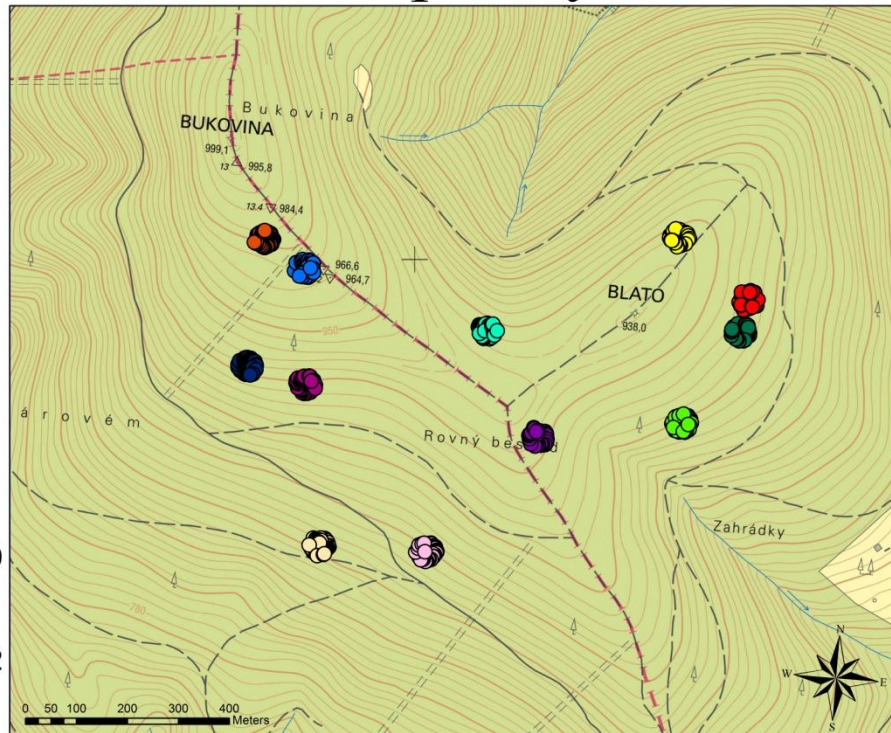 Bukovina
BUKOVINA
999,1
13
995,8
13.4
984,4
966,6
964,7
BLATO
938,0
950
árovém
Rovný
Zahrádky
780
N
W
E
S
0 50 100 200 300 400
Meters